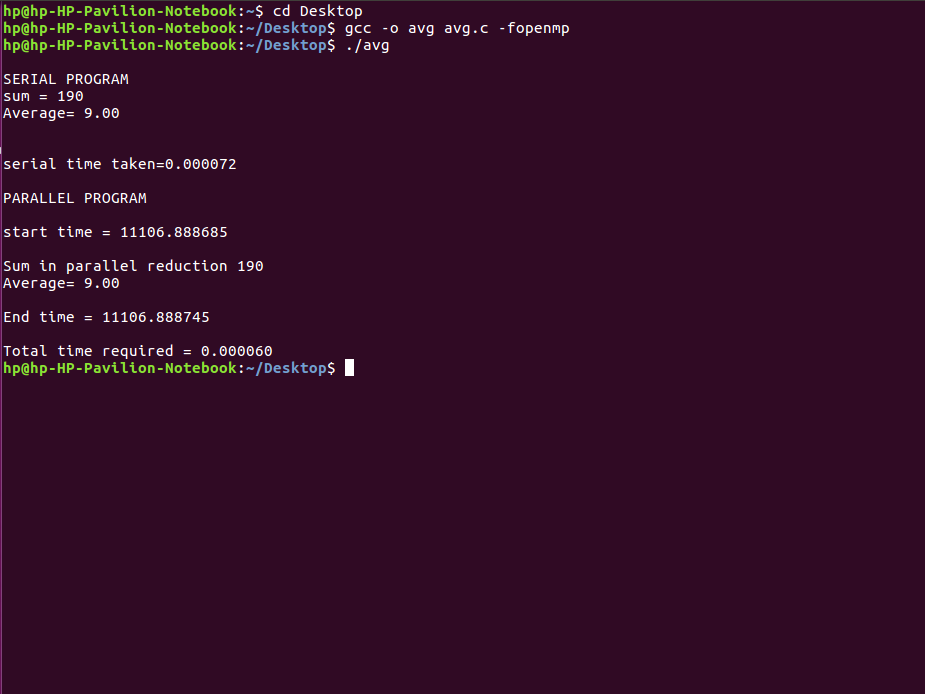 hp@hp-HP-Pavilion-Notebook:~$ cd Desktop
hp@hp-HP-Pavilion-Notebook:~/Desktop$ gcc -o avg avg.c -fopenmp
hp@hp-HP-Pavilion-Notebook:~/Desktop$ ./avg
SERIAL PROGRAM
sum = 190
Average= 9.00
serial time taken=0.000072
PARALLEL PROGRAM
start time = 11106.888685
Sum in parallel reduction 190
Average= 9.00
End time = 11106.888745
Total time required = 0.000060
hp@hp-HP-Pavilion-Notebook:~/Desktop$